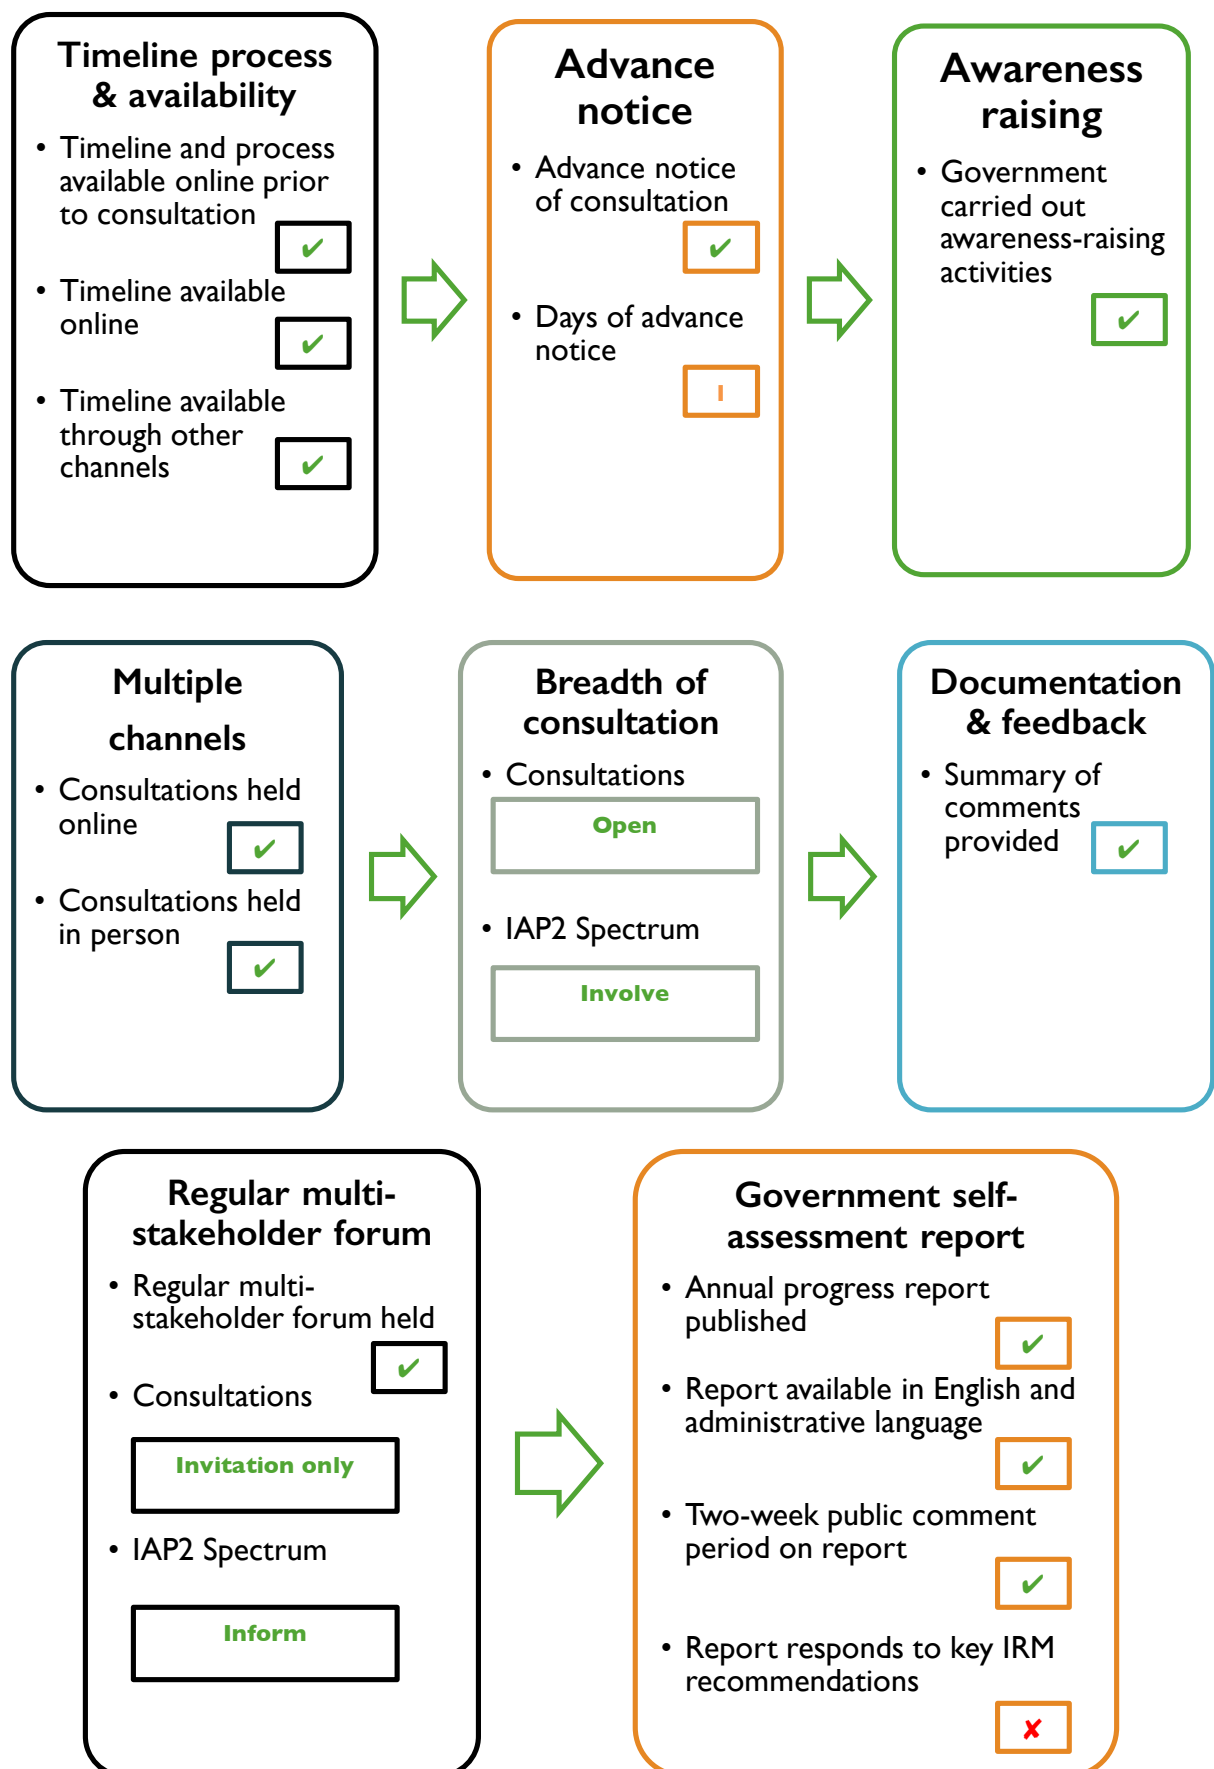 Timeline process
& availability
• Timeline and process
available online prior
to consultation
✔
• Timeline available
online
✔
• Timeline available
through other
channels
✔
Advance
notice
• Advance notice
of consultation
✔
• Days of advance
notice
1
Awareness
raising
• Government
carried out
awareness-raising
activities
✔
Multiple
channels
• Consultations held
online
✔
• Consultations held
in person
✔
Breadth of
consultation
• Consultations
Open
• IAP2 Spectrum
Involve
Documentation
& feedback
• Summary of
comments
provided
✔
Regular multi-
stakeholder forum
• Regular multi-
stakeholder forum held
✔
• Consultations
Invitation only
• IAP2 Spectrum
Inform
Government self-
assessment report
• Annual progress report
published
✔
• Report available in English and
administrative language
✔
• Two-week public comment
period on report
✔
• Report responds to key IRM
recommendations
✘